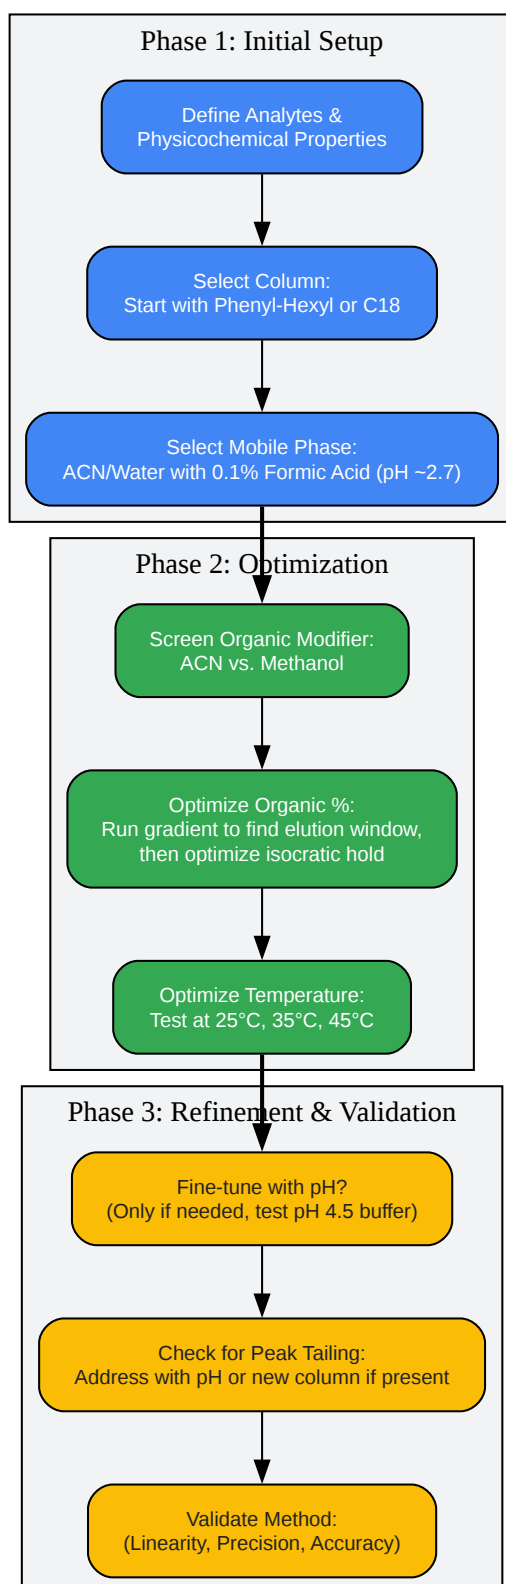 Phase 1: Initial Setup
Define Analytes &
Physicochemical Properties
Select Column:
Start with Phenyl-Hexyl or C18
Select Mobile Phase:
ACN/Water with 0.1% Formic Acid (pH ~2.7)
Phase 2: Optimization
Screen Organic Modifier:
ACN vs. Methanol
Optimize Organic %:
Run gradient to find elution window,
then optimize isocratic hold
Optimize Temperature:
Test at 25°C, 35°C, 45°C
Phase 3: Refinement & Validation
Fine-tune with pH?
(Only if needed, test pH 4.5 buffer)
Check for Peak Tailing:
Address with pH or new column if present
Validate Method:
(Linearity, Precision, Accuracy)